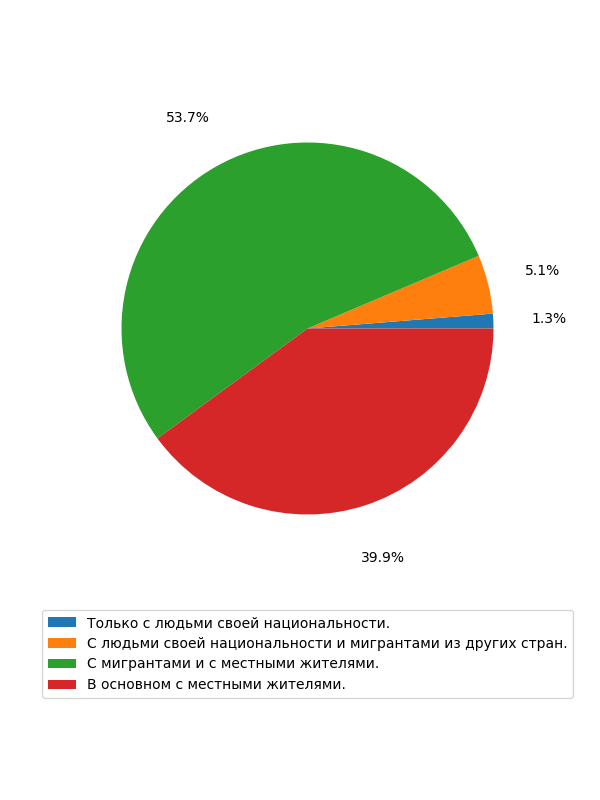 53.7%
5.1%
1.3%
39.9%
Только с людьми своей национальности.
С людьми своей национальности и мигрантами из других стран.
С мигрантами и с местными жителями.
В основном с местными жителями.